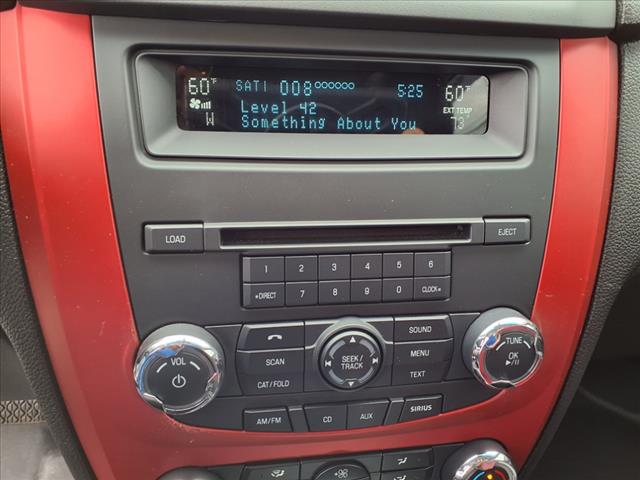 60°F SAT1 008°°°°°° 5:25 60°
Level 42 EXT TEMP
W Something About You 73°
LOAD EJECT
1 2 3 4 5 6
*DIRECT 7 8 9 0 CLOCK
VOL SCAN CAT/FOLD SEEK/ TRACK SOUND MENU TEXT TUNE OK
AM/FM CD AUX SIRIUS